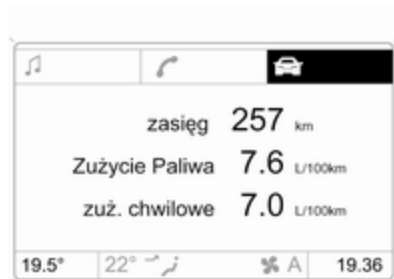 zasięg 257 km
Zużycie Paliwa 7.6 L/100km
zuż. chwilowe 7.0 L/100km
19.5° 22° A 19.36